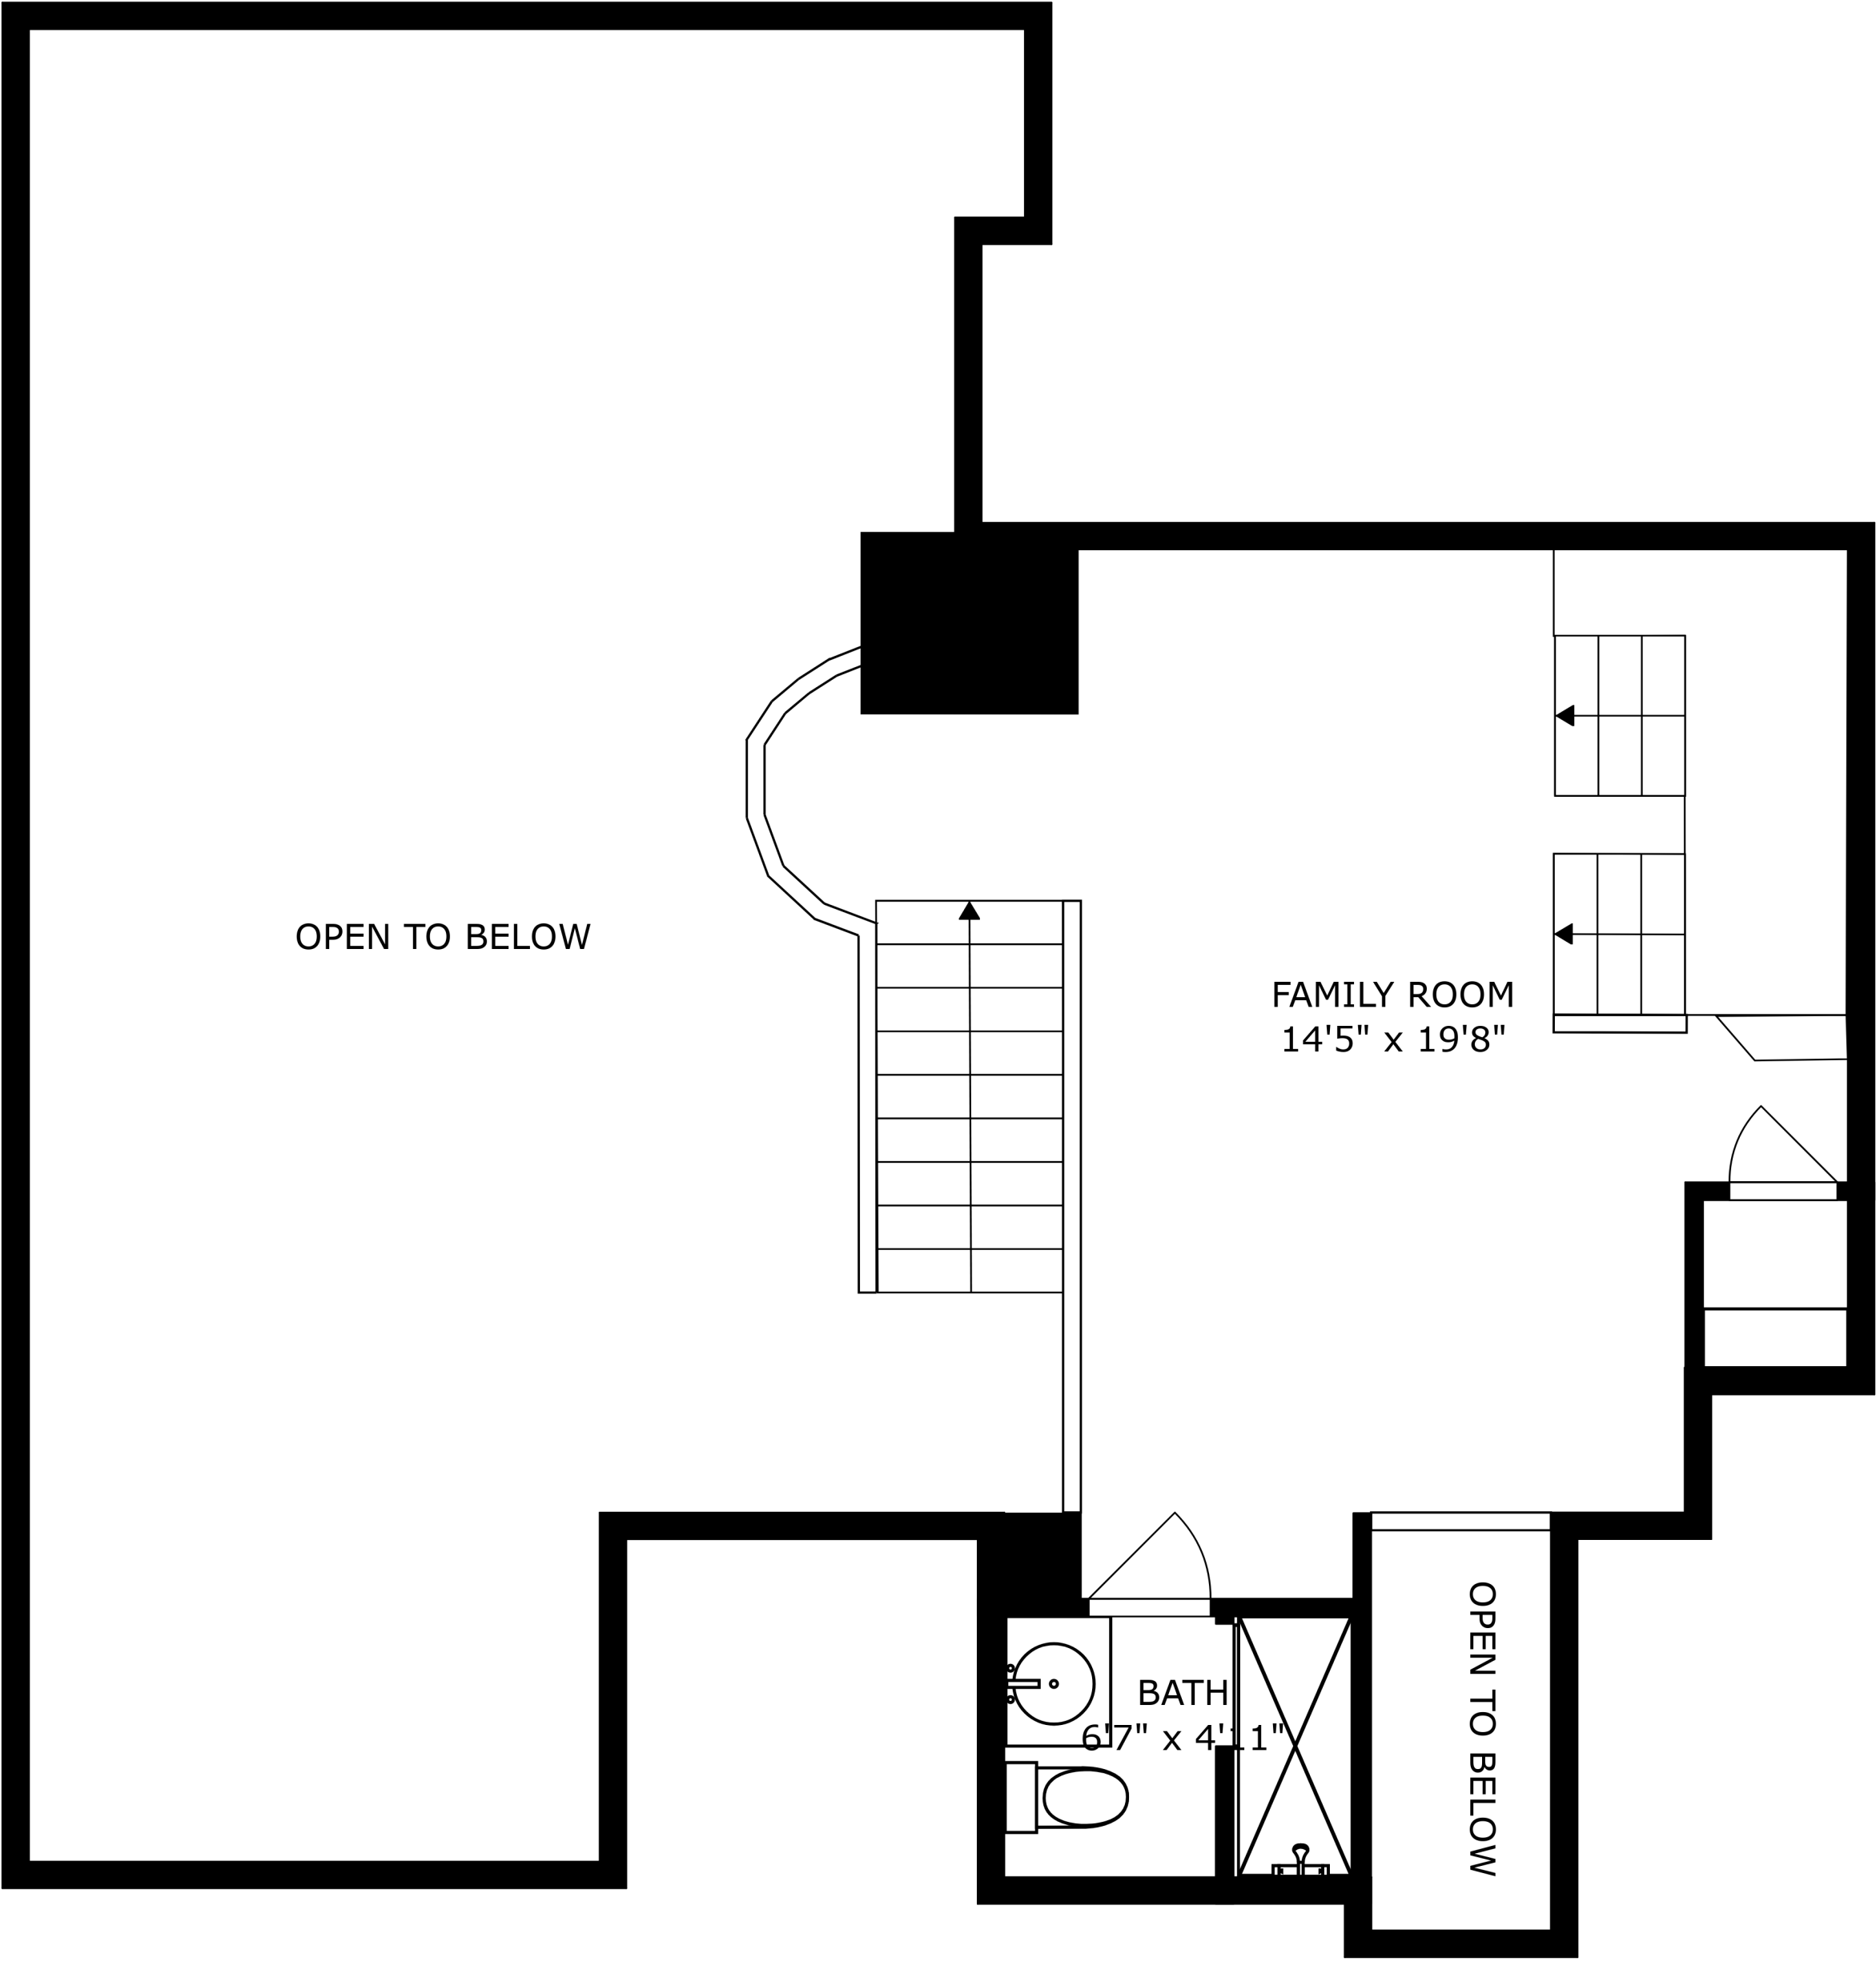 OPEN TO BELOW
FAMILY ROOM
14'5" x 19'8"
BATH
6'7" x 4'11"
OPEN TO BELOW